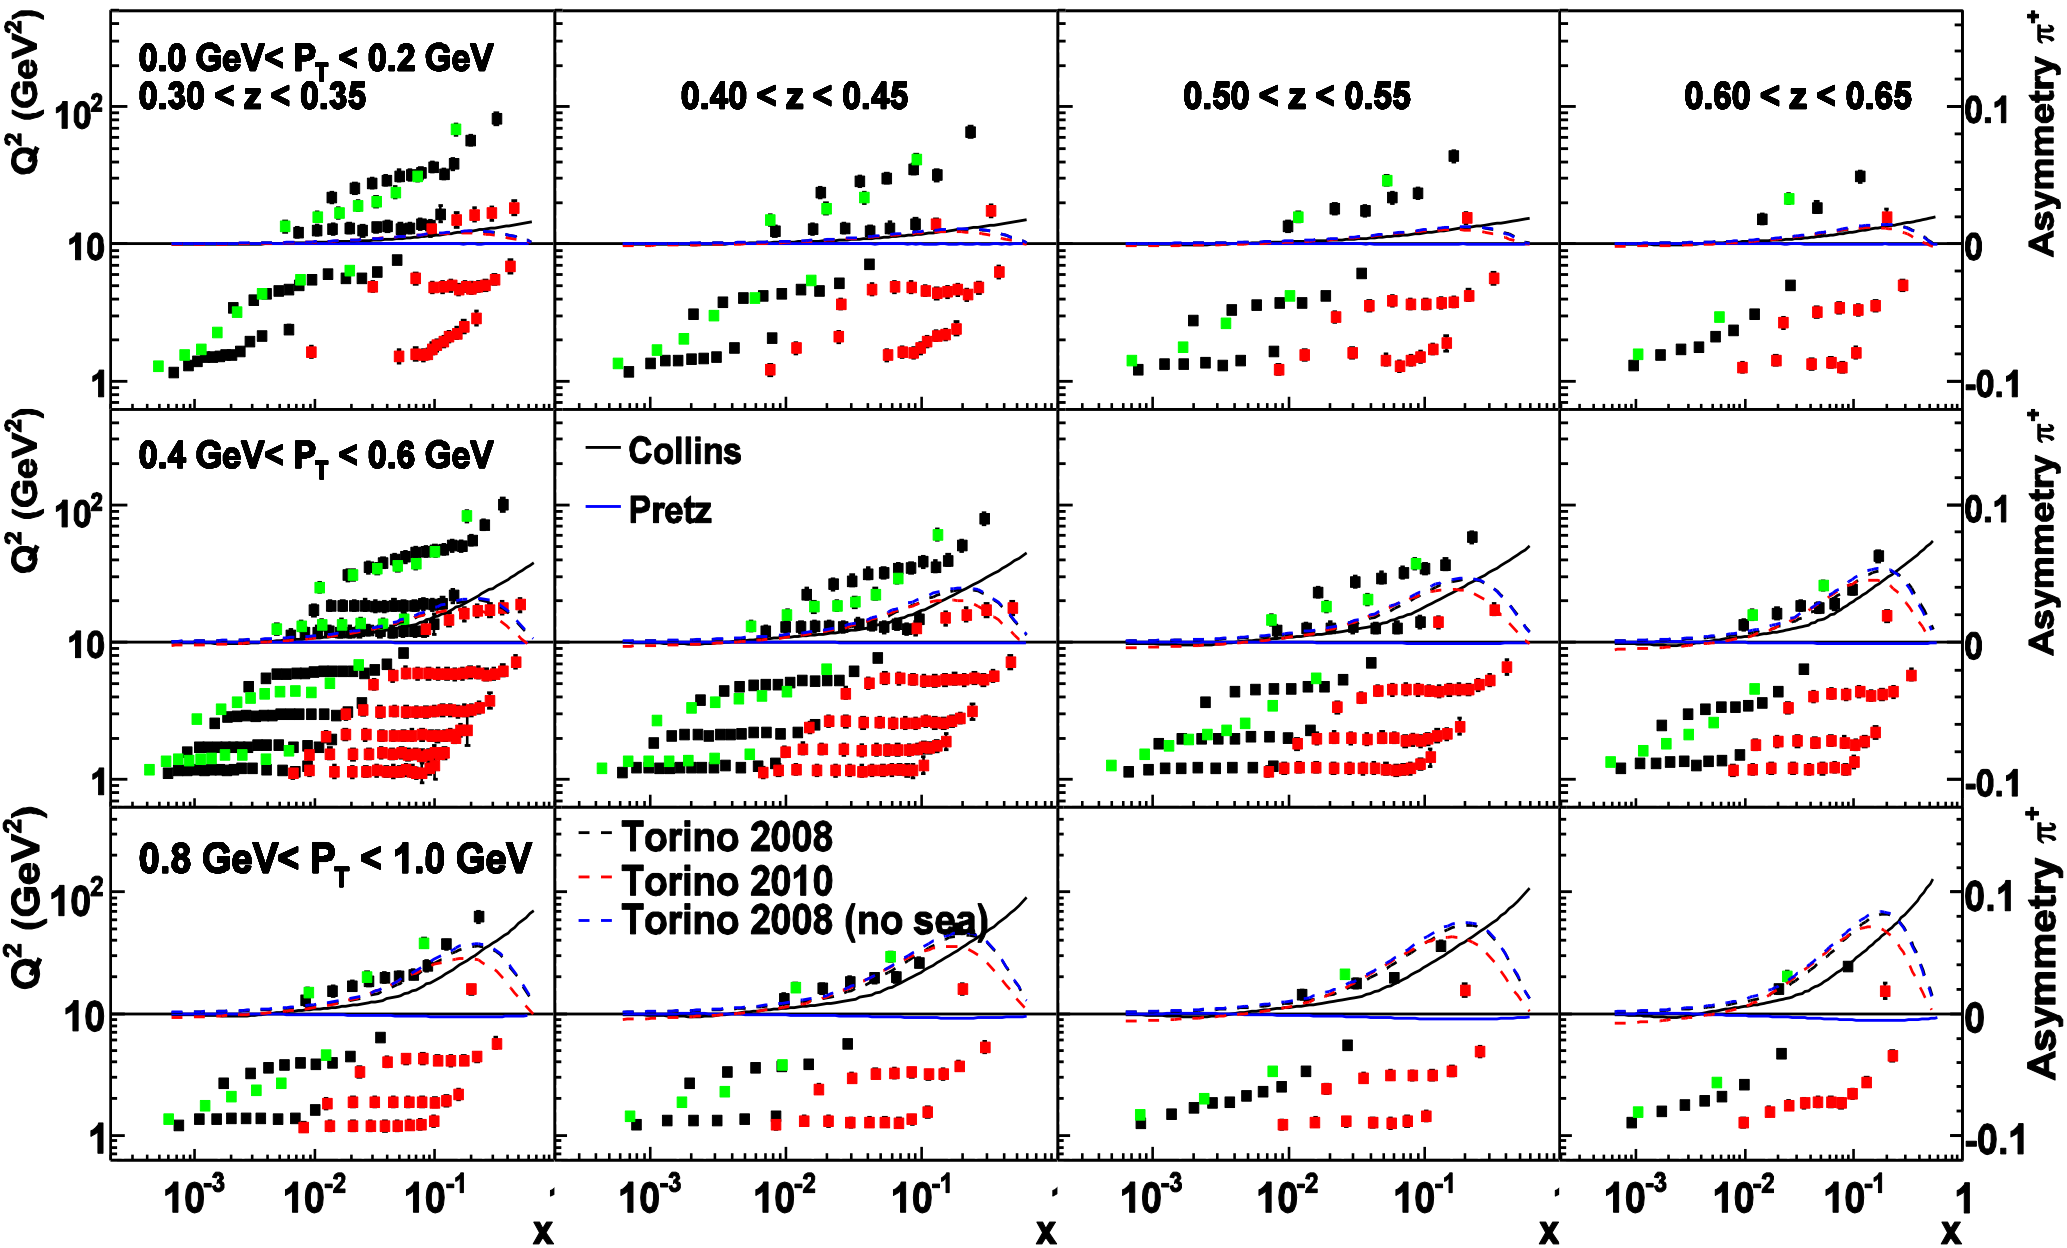 Q² (GeV²)
0.0 GeV< P_T < 0.2 GeV
0.30 < z < 0.35
0.40 < z < 0.45
0.50 < z < 0.55
0.60 < z < 0.65
10²
10
1
0.1
0
-0.1
Asymmetry π⁺
Q² (GeV²)
0.4 GeV< P_T < 0.6 GeV
Collins
Pretz
10²
10
1
0.1
0
-0.1
Asymmetry π⁺
Q² (GeV²)
0.8 GeV< P_T < 1.0 GeV
Torino 2008
Torino 2010
Torino 2008 (no sea)
10²
10
1
0.1
0
-0.1
Asymmetry π⁺
10⁻³ 10⁻² 10⁻¹
10⁻³ 10⁻² 10⁻¹
10⁻³ 10⁻² 10⁻¹
10⁻³ 10⁻² 10⁻¹ 1
x x x x